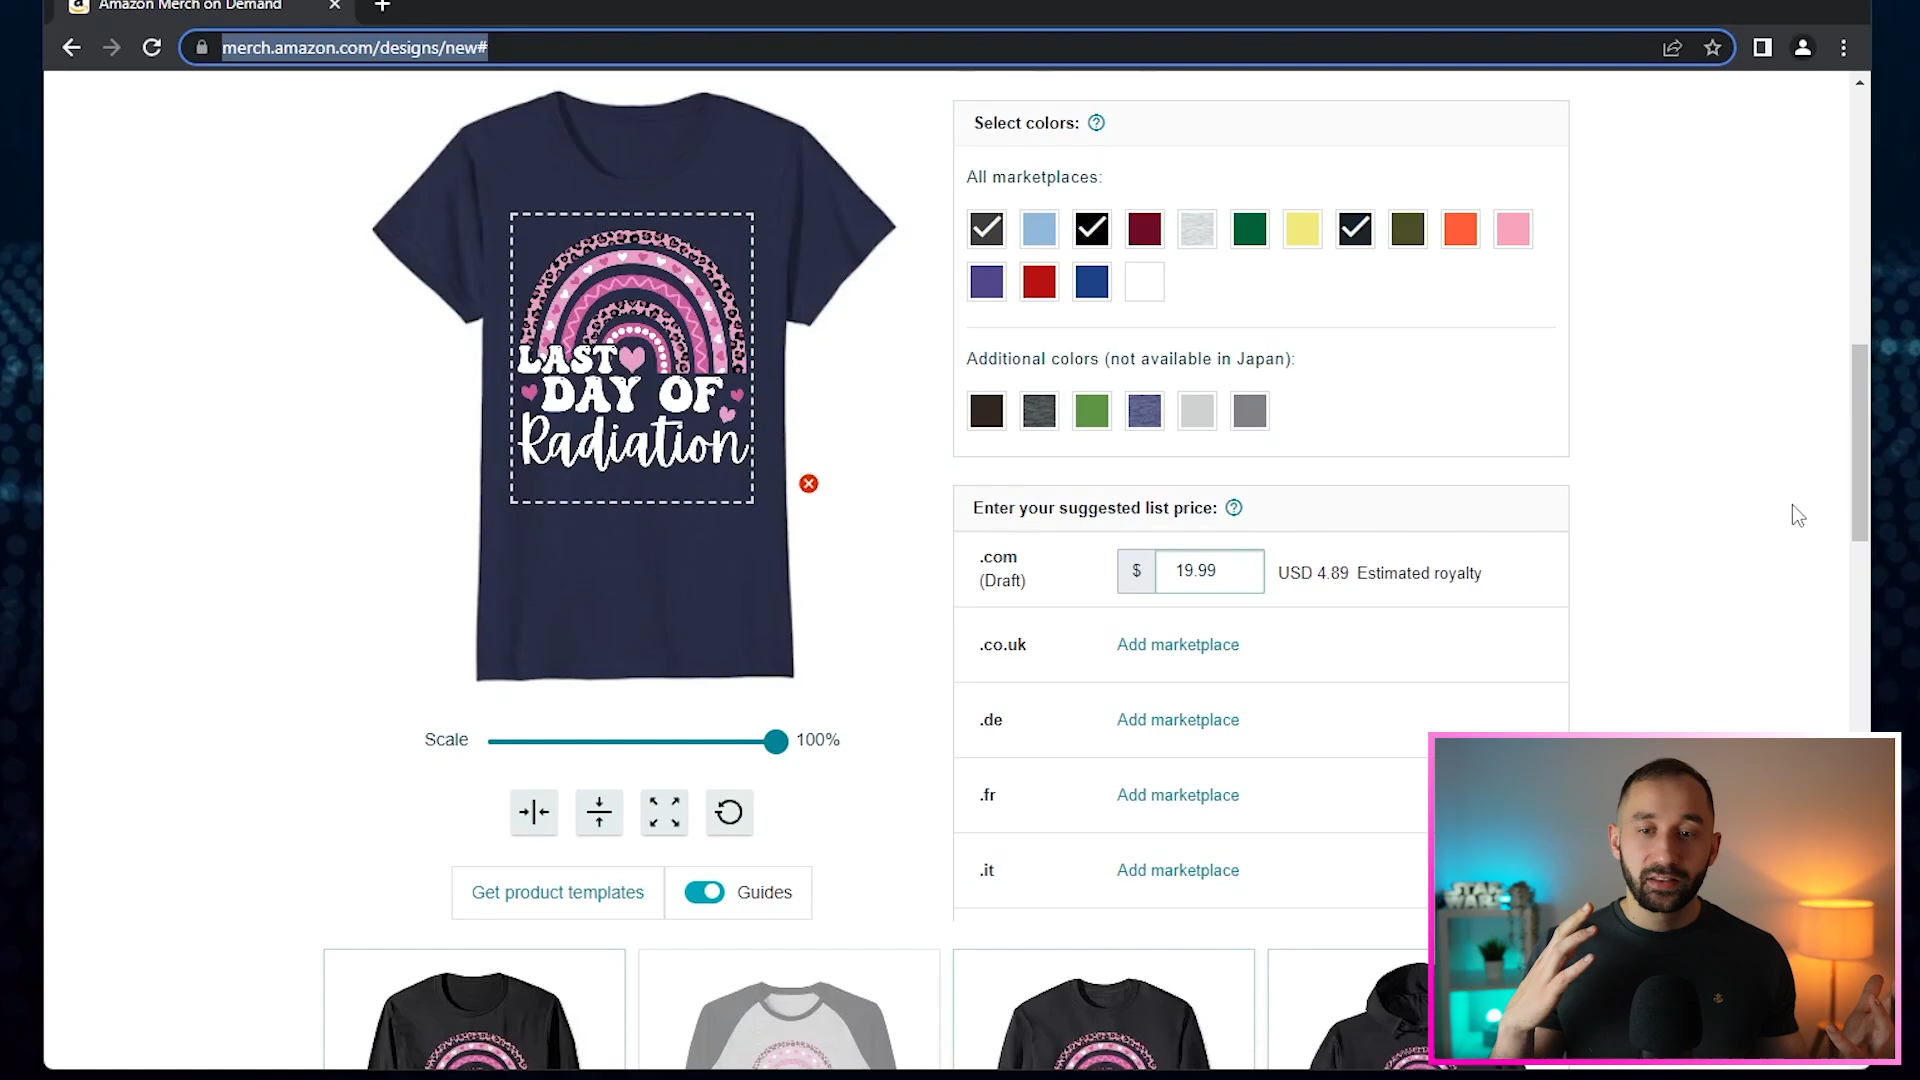 Amazon Merch on Demand
merch.amazon.com/designs/new#
Select colors:
All marketplaces:
Additional colors (not available in Japan):
LAST
DAY OF
Radiation
Enter your suggested list price:
.com
(Draft)
$ 19.99
USD 4.89 Estimated royalty
.co.uk Add marketplace
.de Add marketplace
.fr Add marketplace
.it Add marketplace
Scale 100%
Get product templates
Guides
STAR
WARS